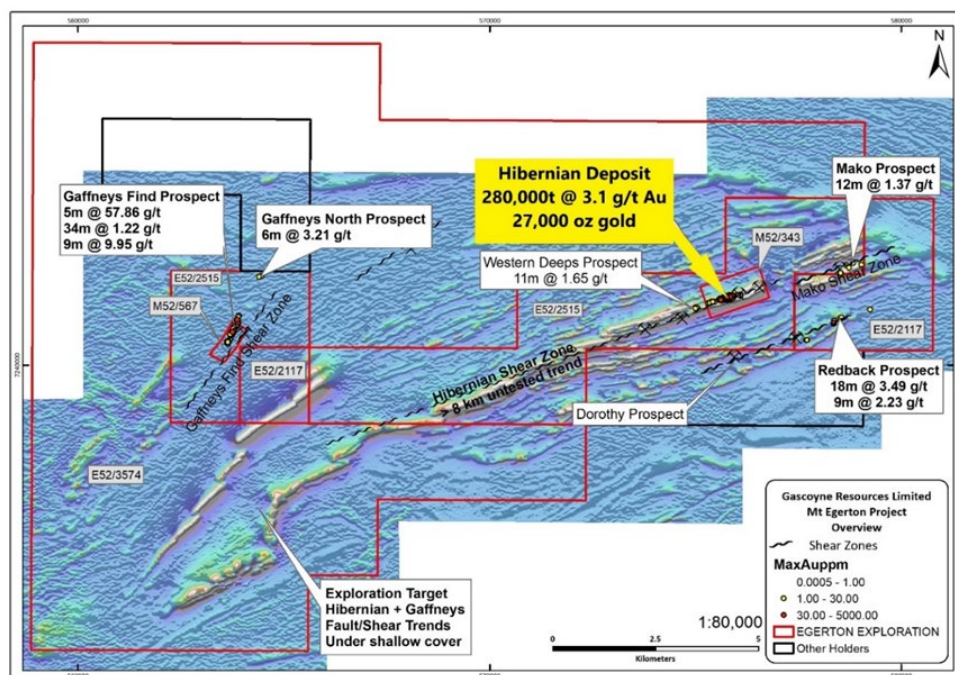 560000
570000
580000
N
Gaffneys Find Prospect
5m @ 57.86 g/t
34m @ 1.22 g/t
9m @ 9.95 g/t
Gaffneys North Prospect
6m @ 3.21 g/t
Hibernian Deposit
280,000t @ 3.1 g/t Au
27,000 oz gold
Mako Prospect
12m @ 1.37 g/t
M52/343
Western Deeps Prospect
11m @ 1.65 g/t
Mako Shear Zone
E52/2515
M52/567
E52/2515
E52/2117
Gaffneys Find Shear Zone
7240000
E52/2117
Hibernian Shear Zone
> 8 km untested trend
Redback Prospect
18m @ 3.49 g/t
9m @ 2.23 g/t
Dorothy Prospect
E52/3574
Exploration Target
Hibernian + Gaffneys
Fault/Shear Trends
Under shallow cover
1:80,000
0 2.5 5
Kilometers
Gascoyne Resources Limited
Mt Egerton Project
Overview
Shear Zones
MaxAuppm
0.0005 - 1.00
1.00 - 30.00
30.00 - 5000.00
EGERTON EXPLORATION
Other Holders
570000